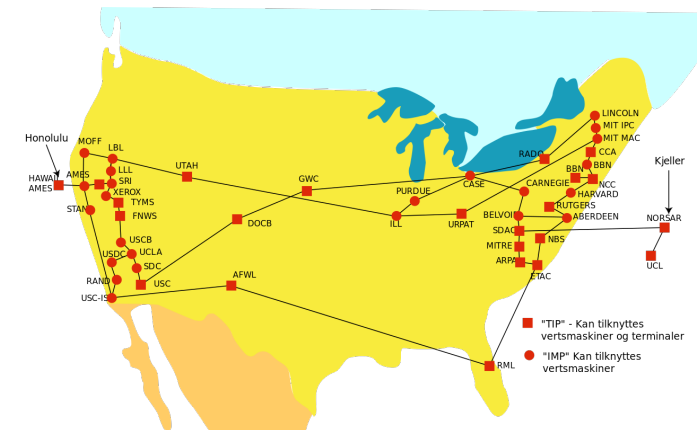 Honolulu
MOFF
LBL
HAWAI
AMES
AMES
LLL
SRI
XEROX
TYMS
STAN
FNWS
USCB
USDC
UCLA
SDC
RAND
USC
USC-IS
UTAH
GWC
DOCB
AFWL
PURDUE
ILL
CASE
URPAT
RADC
LINCOLN
MIT IPC
MIT MAC
CCA
BBN
BBN
NCC
HARVARD
CARNEGIE
RUTGERS
BELVOIR
ABERDEEN
SDAC
NBS
MITRE
ARPA
ETAC
RML
Kjeller
NORSAR
UCL
"TIP" - Kan tilknyttes
vertsmaskiner og terminaler
"IMP" Kan tilknyttes
vertsmaskiner